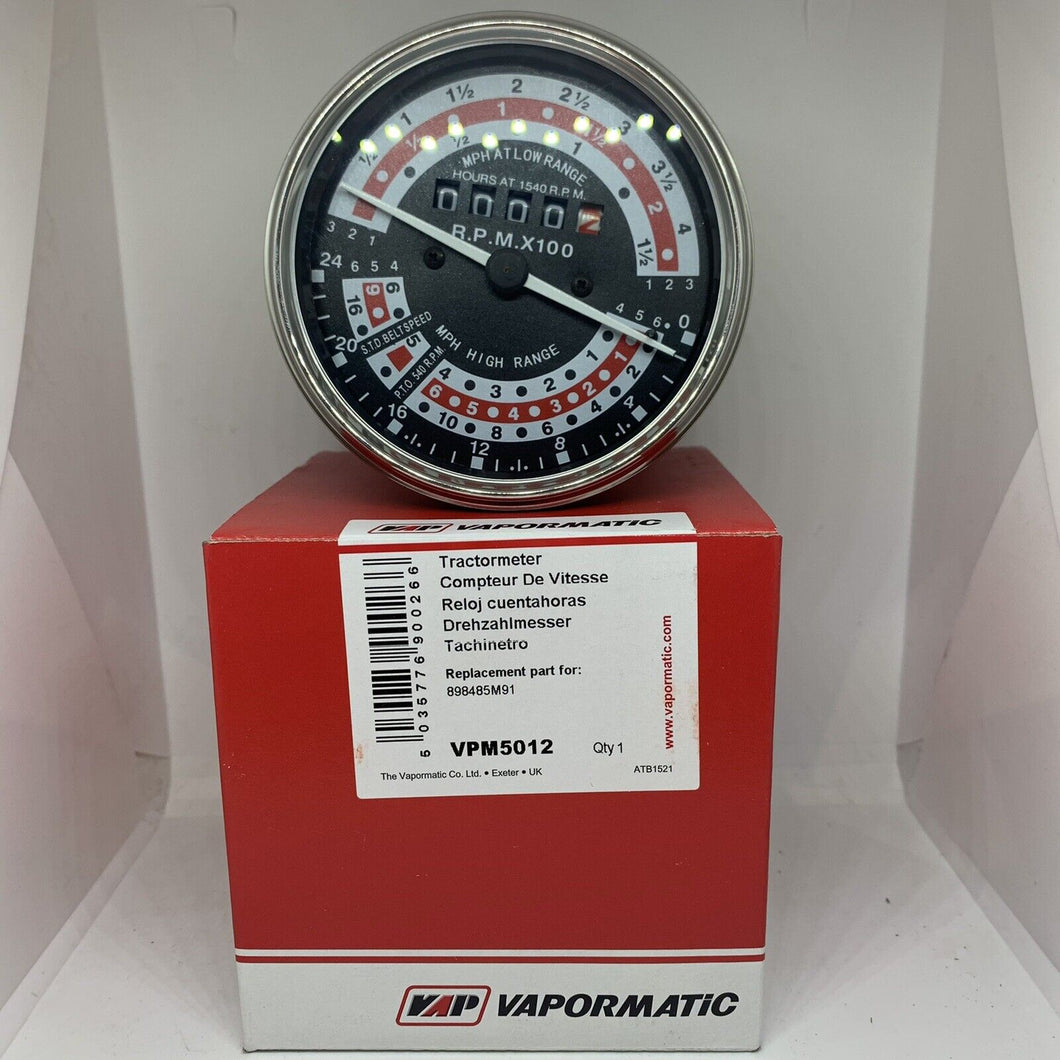 ½ 1 1½ 2 2½ 3 3½ 4
½ 1 1½ 2
½ 1 1½
MPH AT LOW RANGE
HOURS AT 1540 R.P.M.
0 0 0 0 2
R.P.M.X100
3 2 1
1 2 3
24 6 5 4
4 5 6 0
16 6 6
S.T.D. BELT SPEED
20
5
P.T.O. 540 R.P.M.
MPH HIGH RANGE
4 3 2 1
6 5 4 3 2 1
10 8 6 4 2
16 12 8 4
VAP VAPORMATIC
Tractormeter
Compteur De Vitesse
Reloj cuentahoras
Drehzahlmesser
Tachinetro
Replacement part for:
898485M91
5 035776 900266
www.vapormatic.com
VPM5012 Qty 1
The Vapormatic Co. Ltd. • Exeter • UK ATB1521
VAP VAPORMATIC